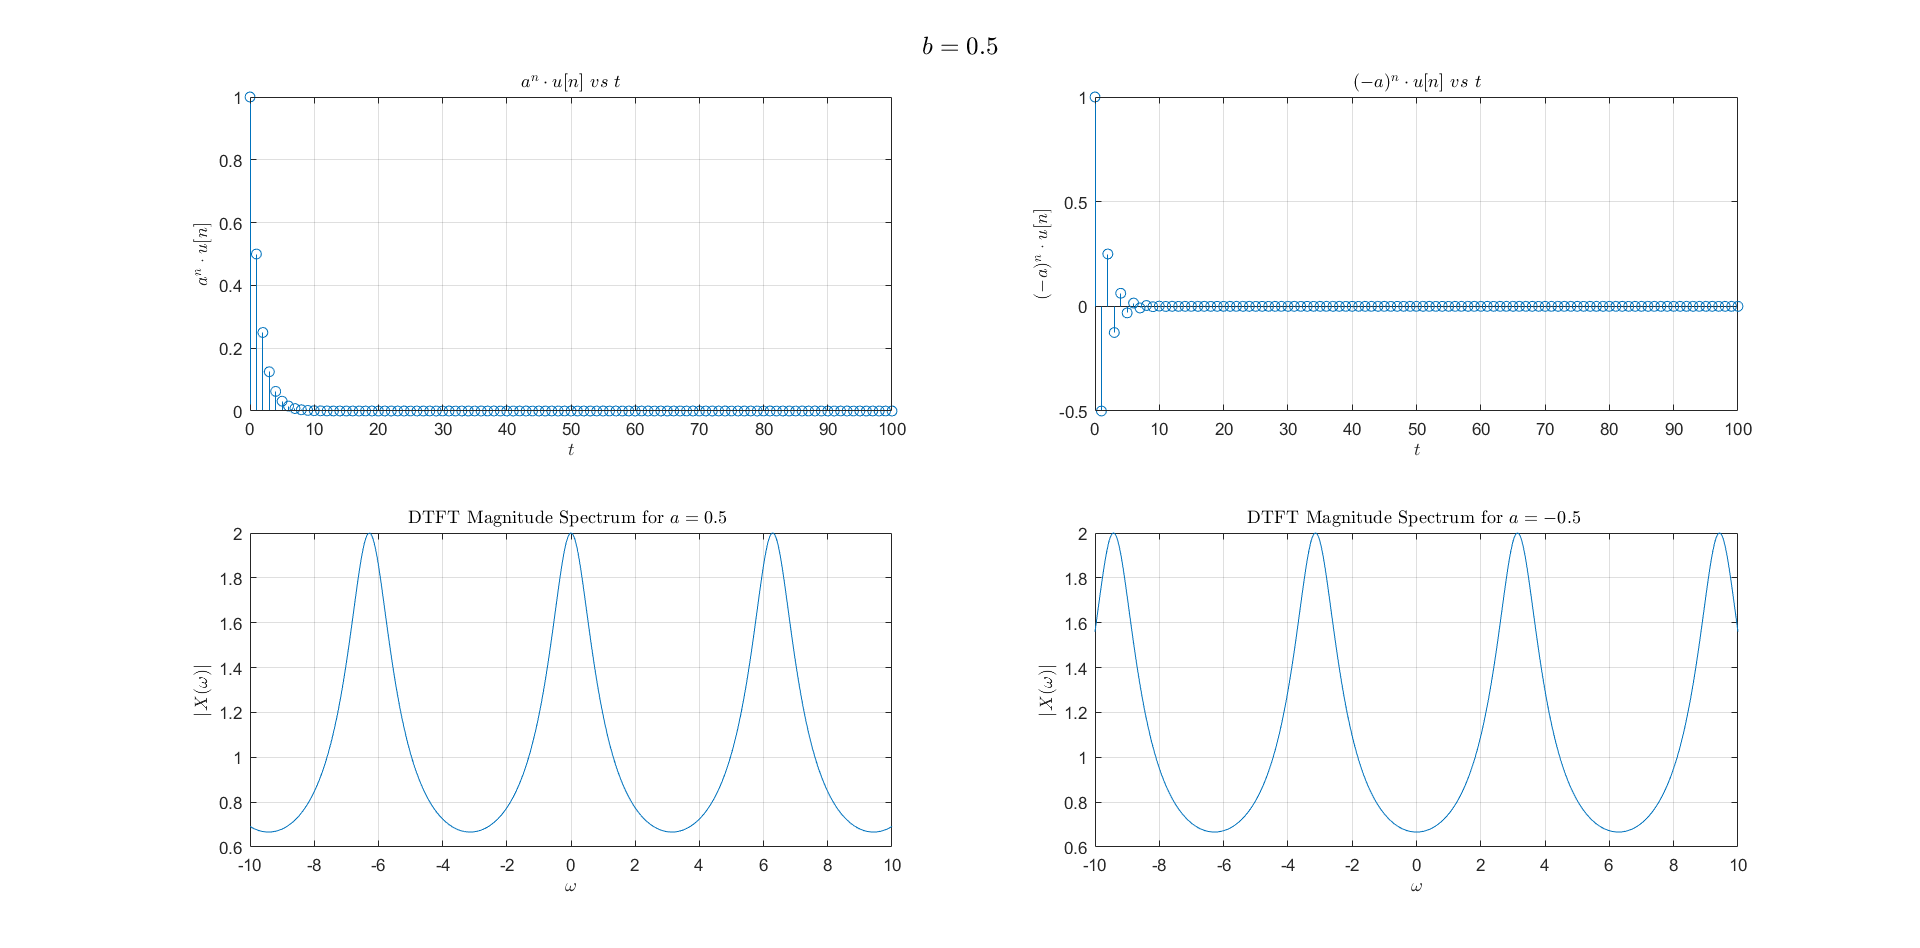 b = 0.5
aⁿ · u[n] vs t
aⁿ · u[n]
1
0.8
0.6
0.4
0.2
0
0 10 20 30 40 50 60 70 80 90 100
t
(−a)ⁿ · u[n] vs t
(−a)ⁿ · u[n]
1
0.5
0
-0.5
0 10 20 30 40 50 60 70 80 90 100
t
DTFT Magnitude Spectrum for a = 0.5
|X(ω)|
2
1.8
1.6
1.4
1.2
1
0.8
0.6
-10 -8 -6 -4 -2 0 2 4 6 8 10
ω
DTFT Magnitude Spectrum for a = −0.5
|X(ω)|
2
1.8
1.6
1.4
1.2
1
0.8
0.6
-10 -8 -6 -4 -2 0 2 4 6 8 10
ω